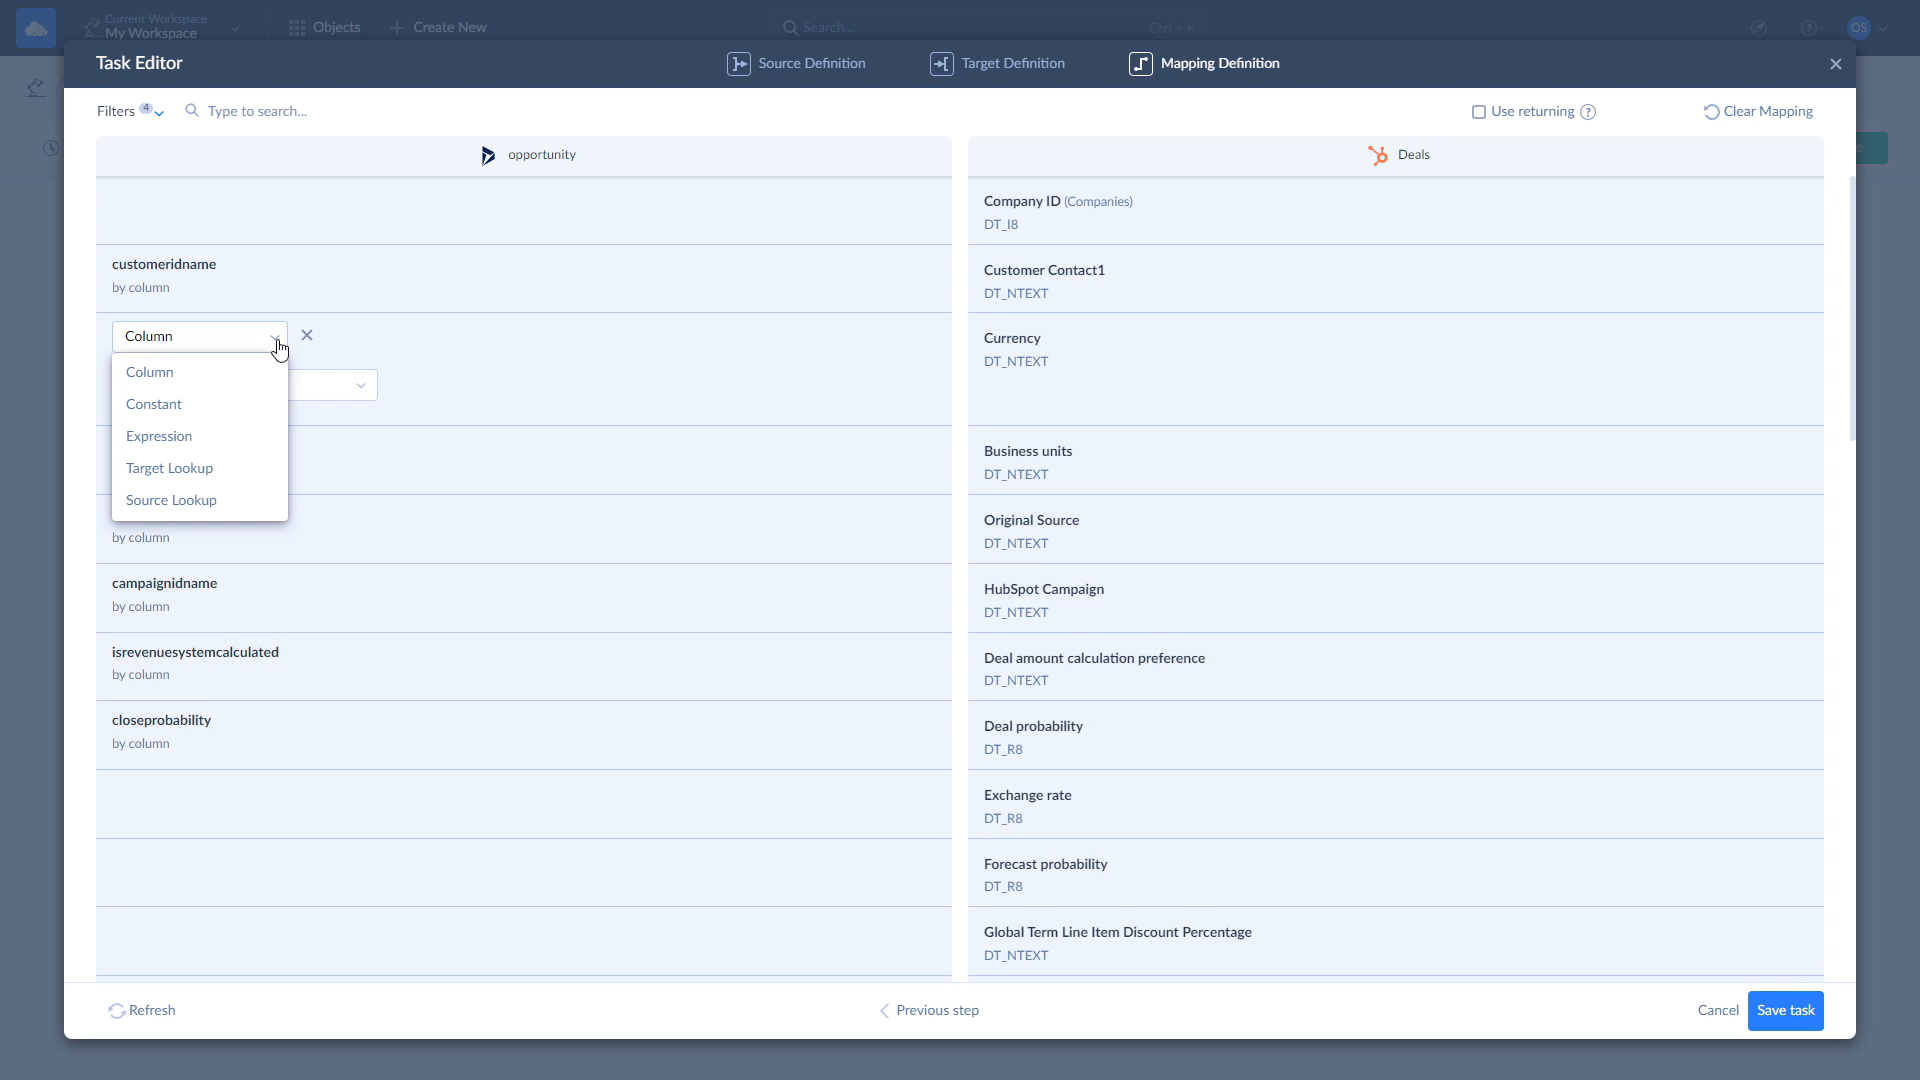 Current Workspace
My Workspace
Objects
Create New
Search...
Ctrl + K
OS
Task Editor
Source Definition
Target Definition
Mapping Definition
Filters 4
Type to search...
Use returning
Clear Mapping
opportunity
Deals
Company ID (Companies)
DT_I8
customeridname
by column
Customer Contact1
DT_NTEXT
Column
Column
Constant
Expression
Target Lookup
Source Lookup
Currency
DT_NTEXT
Business units
DT_NTEXT
by column
Original Source
DT_NTEXT
campaignidname
by column
HubSpot Campaign
DT_NTEXT
isrevenuesystemcalculated
by column
Deal amount calculation preference
DT_NTEXT
closeprobability
by column
Deal probability
DT_R8
Exchange rate
DT_R8
Forecast probability
DT_R8
Global Term Line Item Discount Percentage
DT_NTEXT
Refresh
Previous step
Cancel
Save task